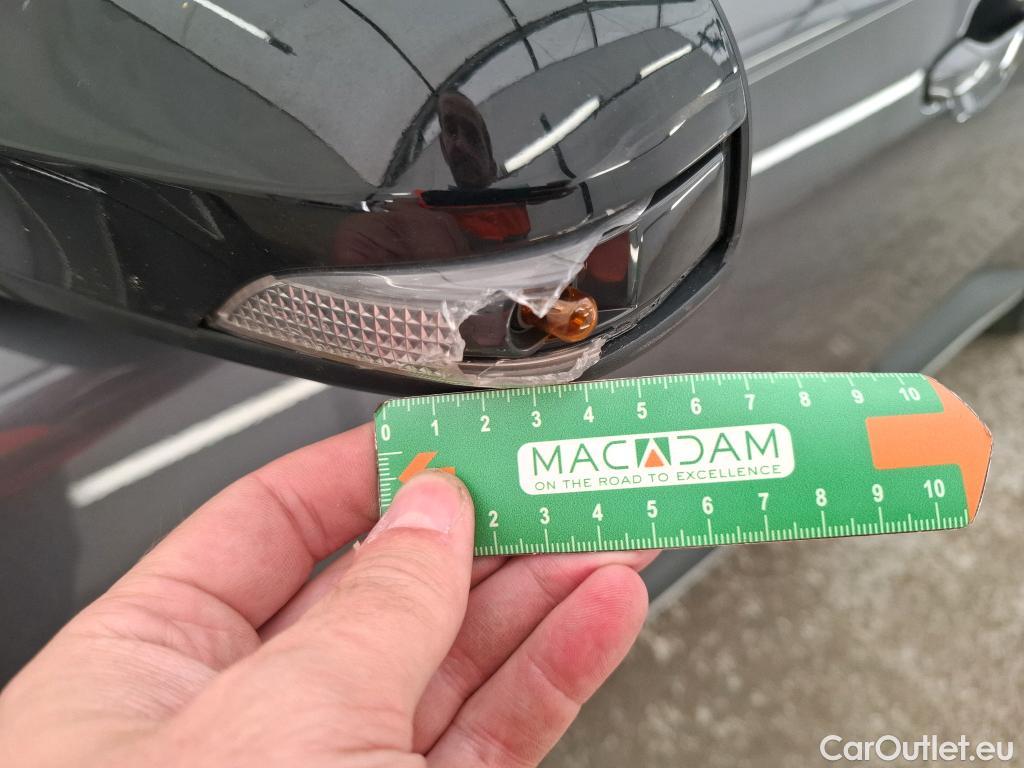 0 1 2 3 4 5 6 7 8 9 10
MACADAM
ON THE ROAD TO EXCELLENCE
2 3 4 5 6 7 8 9 10
CarOutlet.eu